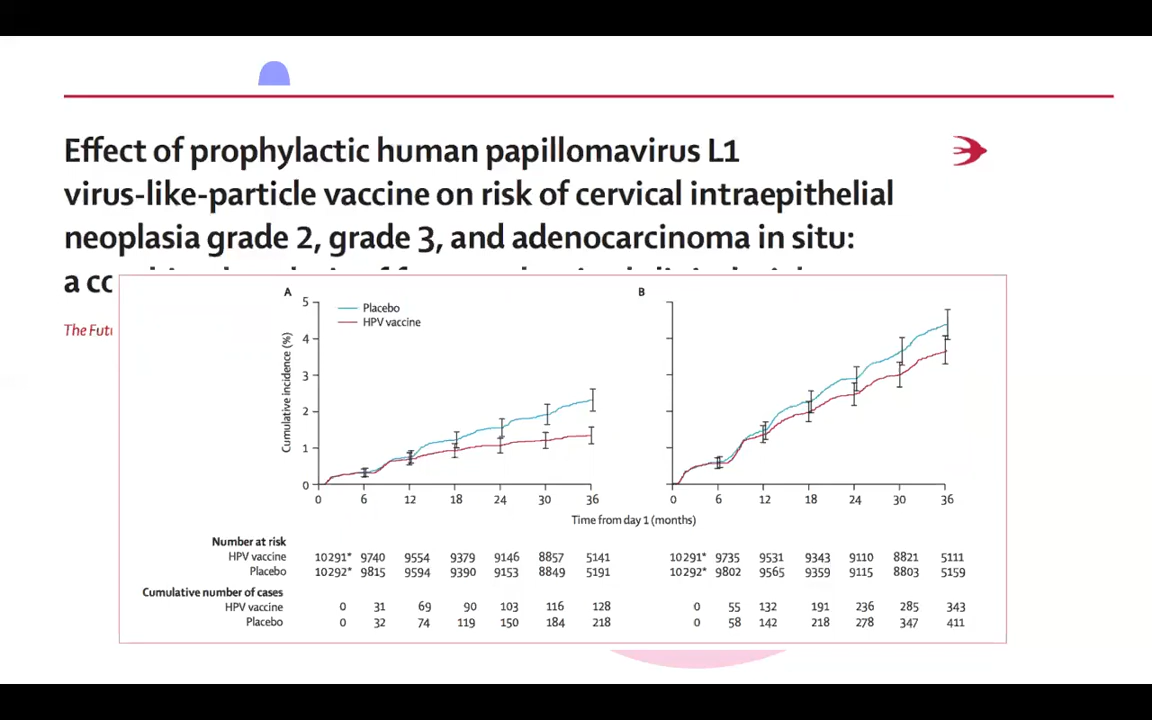 Effect of prophylactic human papillomavirus L1
virus-like-particle vaccine on risk of cervical intraepithelial
neoplasia grade 2, grade 3, and adenocarcinoma in situ:
a
The
A
B
5
4
3
2
1
0
Cumulative incidence (%)
Placebo
HPV vaccine
0 6 12 18 24 30 36
0 6 12 18 24 30 36
Time from day 1 (months)
Number at risk
HPV vaccine 10291* 9740 9554 9379 9146 8857 5141 10291* 9735 9531 9343 9110 8821 5111
Placebo 10292* 9815 9594 9390 9153 8849 5191 10292* 9802 9565 9359 9115 8803 5159
Cumulative number of cases
HPV vaccine 0 31 69 90 103 116 128 0 55 132 191 236 285 343
Placebo 0 32 74 119 150 184 218 0 58 142 218 278 347 411